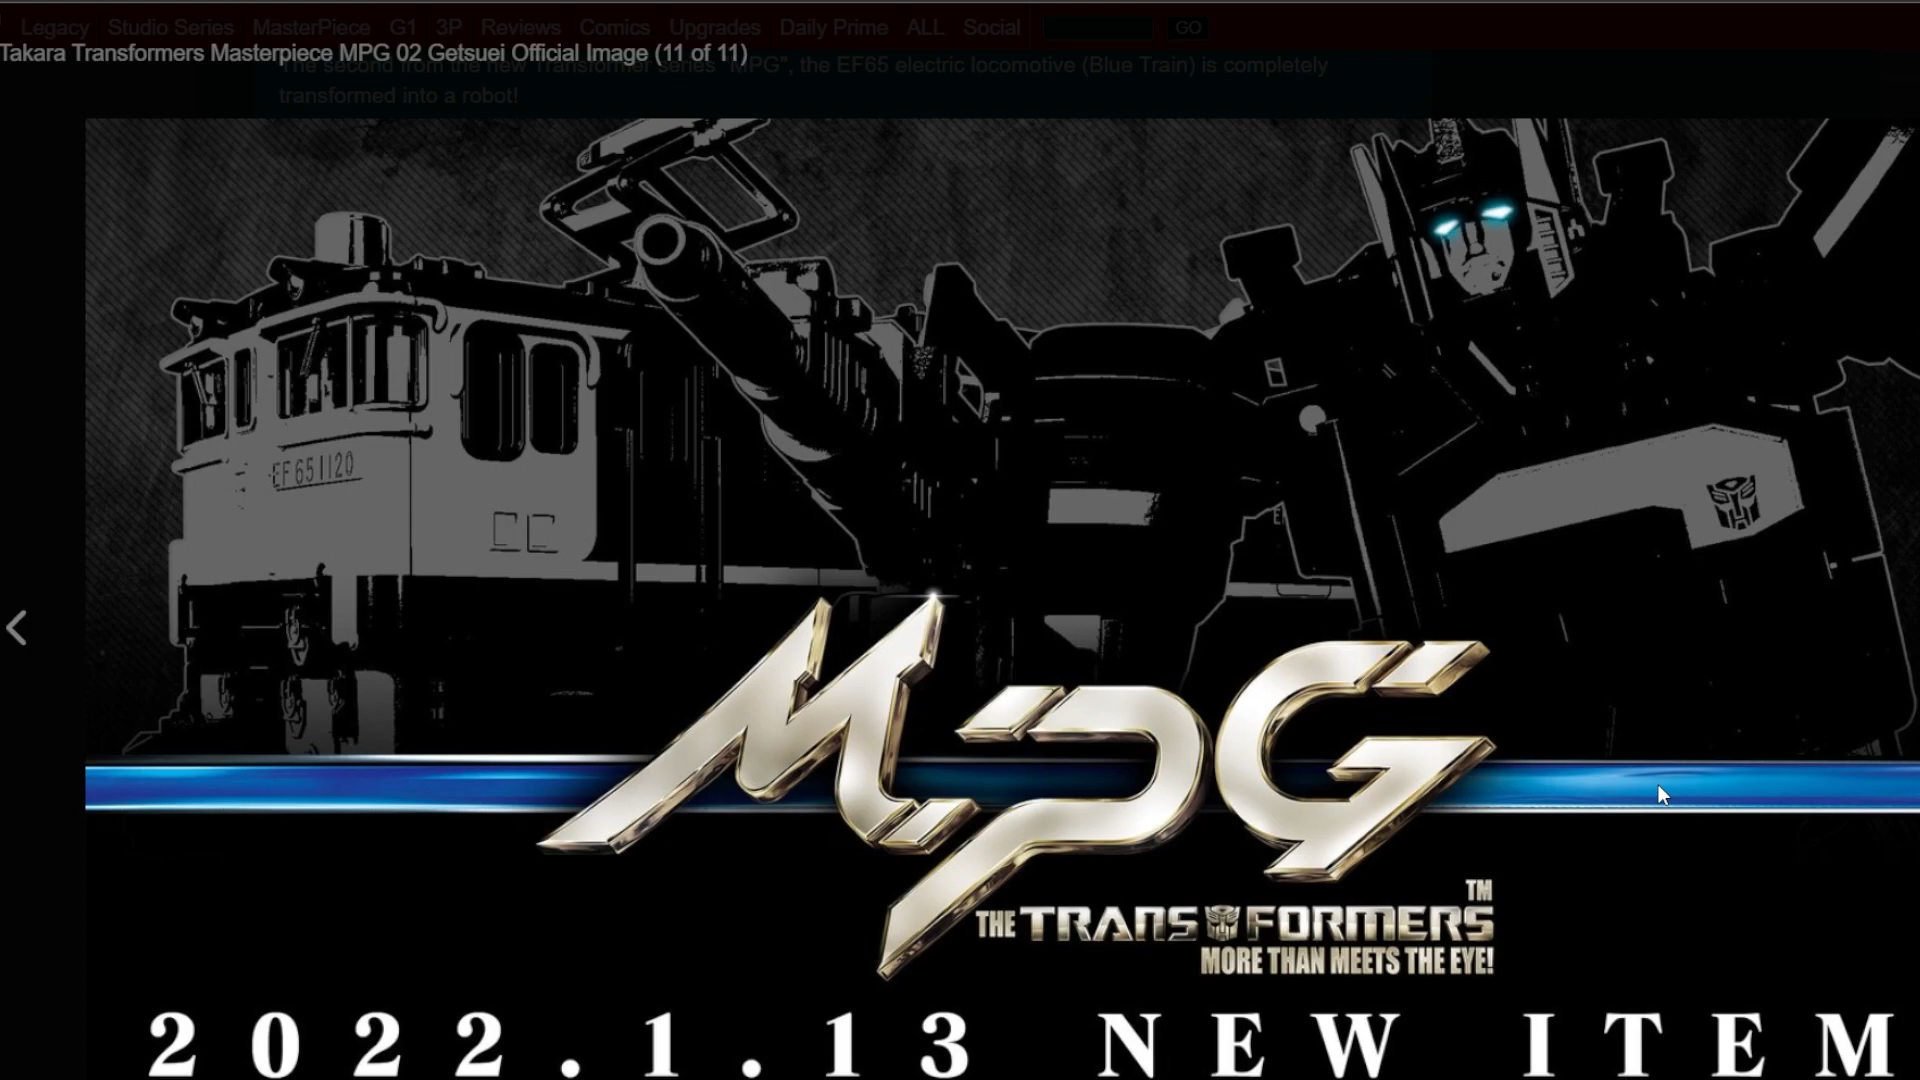 Legacy Studio Series MasterPiece G1 3P Reviews Comics Upgrades Daily Prime ALL Social GO
Takara Transformers Masterpiece MPG 02 Getsuei Official Image (11 of 11)
The second from the new Transformer series "MPG", the EF65 electric locomotive (Blue Train) is completely
transformed into a robot!
EF65 1120
MPG
TM
THE TRANSFORMERS
MORE THAN MEETS THE EYE!
2022.1.13 NEW ITEM